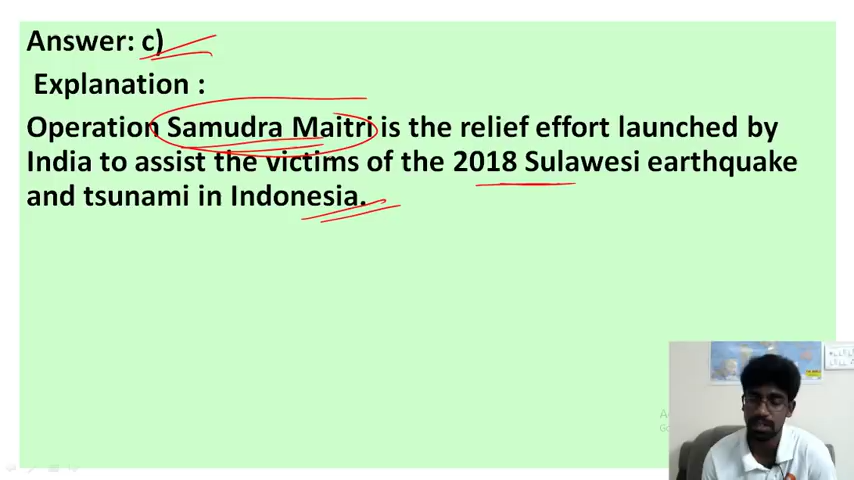 Answer: c)
Explanation :
Operation Samudra Maitri is the relief effort launched by
India to assist the victims of the 2018 Sulawesi earthquake
and tsunami in Indonesia.